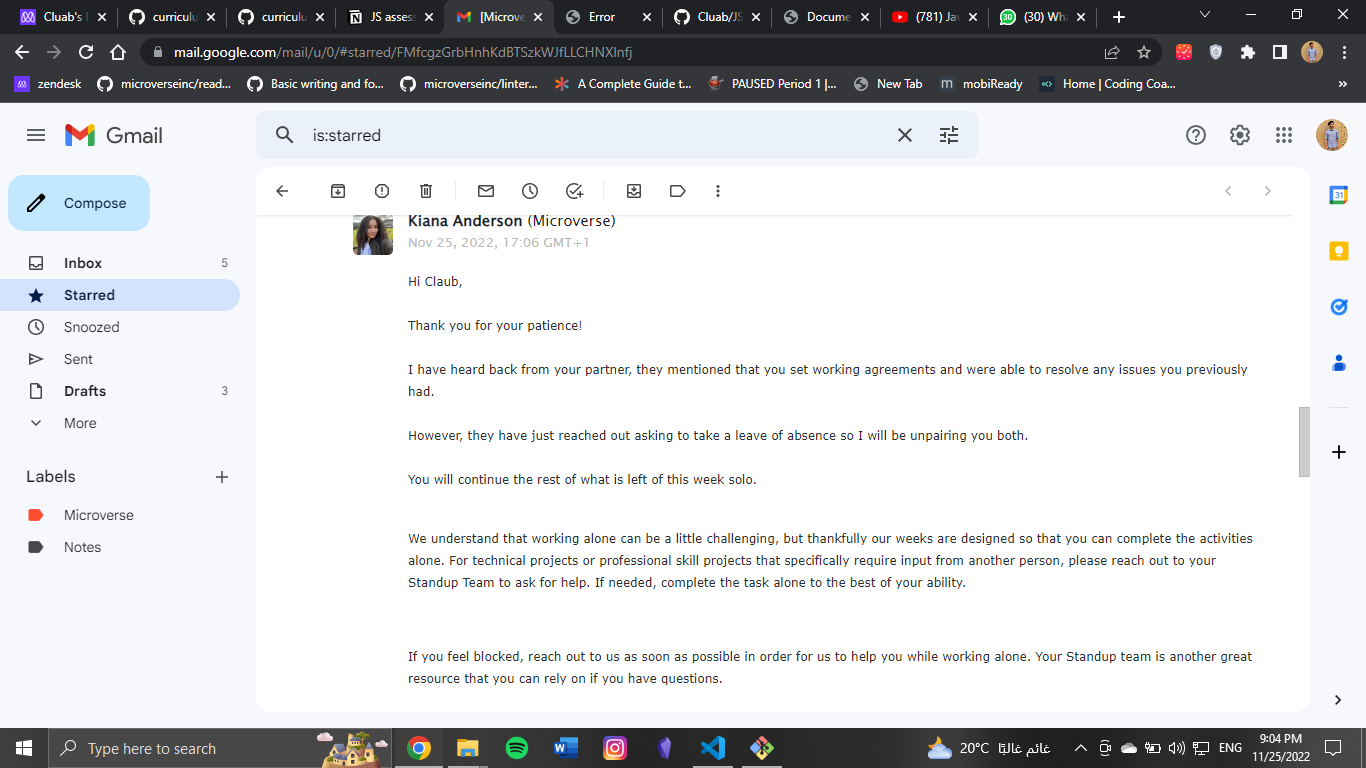 Cluab's
curriculu
curriculu
JS assess
[Microve
Error
Cluab/JS
Docume
(781) Jav
(30) Wha
mail.google.com/mail/u/0/#starred/FMfcgzGrbHnhKdBTSzkWJfLLCHNXlnfj
zendesk
microverseinc/read...
Basic writing and fo...
microverseinc/linter...
A Complete Guide t...
PAUSED Period 1 |...
New Tab
mobiReady
Home | Coding Coa...
»
Gmail
is:starred
Compose
Inbox 5
Starred
Snoozed
Sent
Drafts 3
More
Labels
Microverse
Notes
Kiana Anderson (Microverse)
Nov 25, 2022, 17:06 GMT+1
Hi Claub,
Thank you for your patience!
I have heard back from your partner, they mentioned that you set working agreements and were able to resolve any issues you previously
had.
However, they have just reached out asking to take a leave of absence so I will be unpairing you both.
You will continue the rest of what is left of this week solo.
We understand that working alone can be a little challenging, but thankfully our weeks are designed so that you can complete the activities
alone. For technical projects or professional skill projects that specifically require input from another person, please reach out to your
Standup Team to ask for help. If needed, complete the task alone to the best of your ability.
If you feel blocked, reach out to us as soon as possible in order for us to help you while working alone. Your Standup team is another great
resource that you can rely on if you have questions.
31
Type here to search
20°C غائم غالبًا
ENG
9:04 PM
11/25/2022